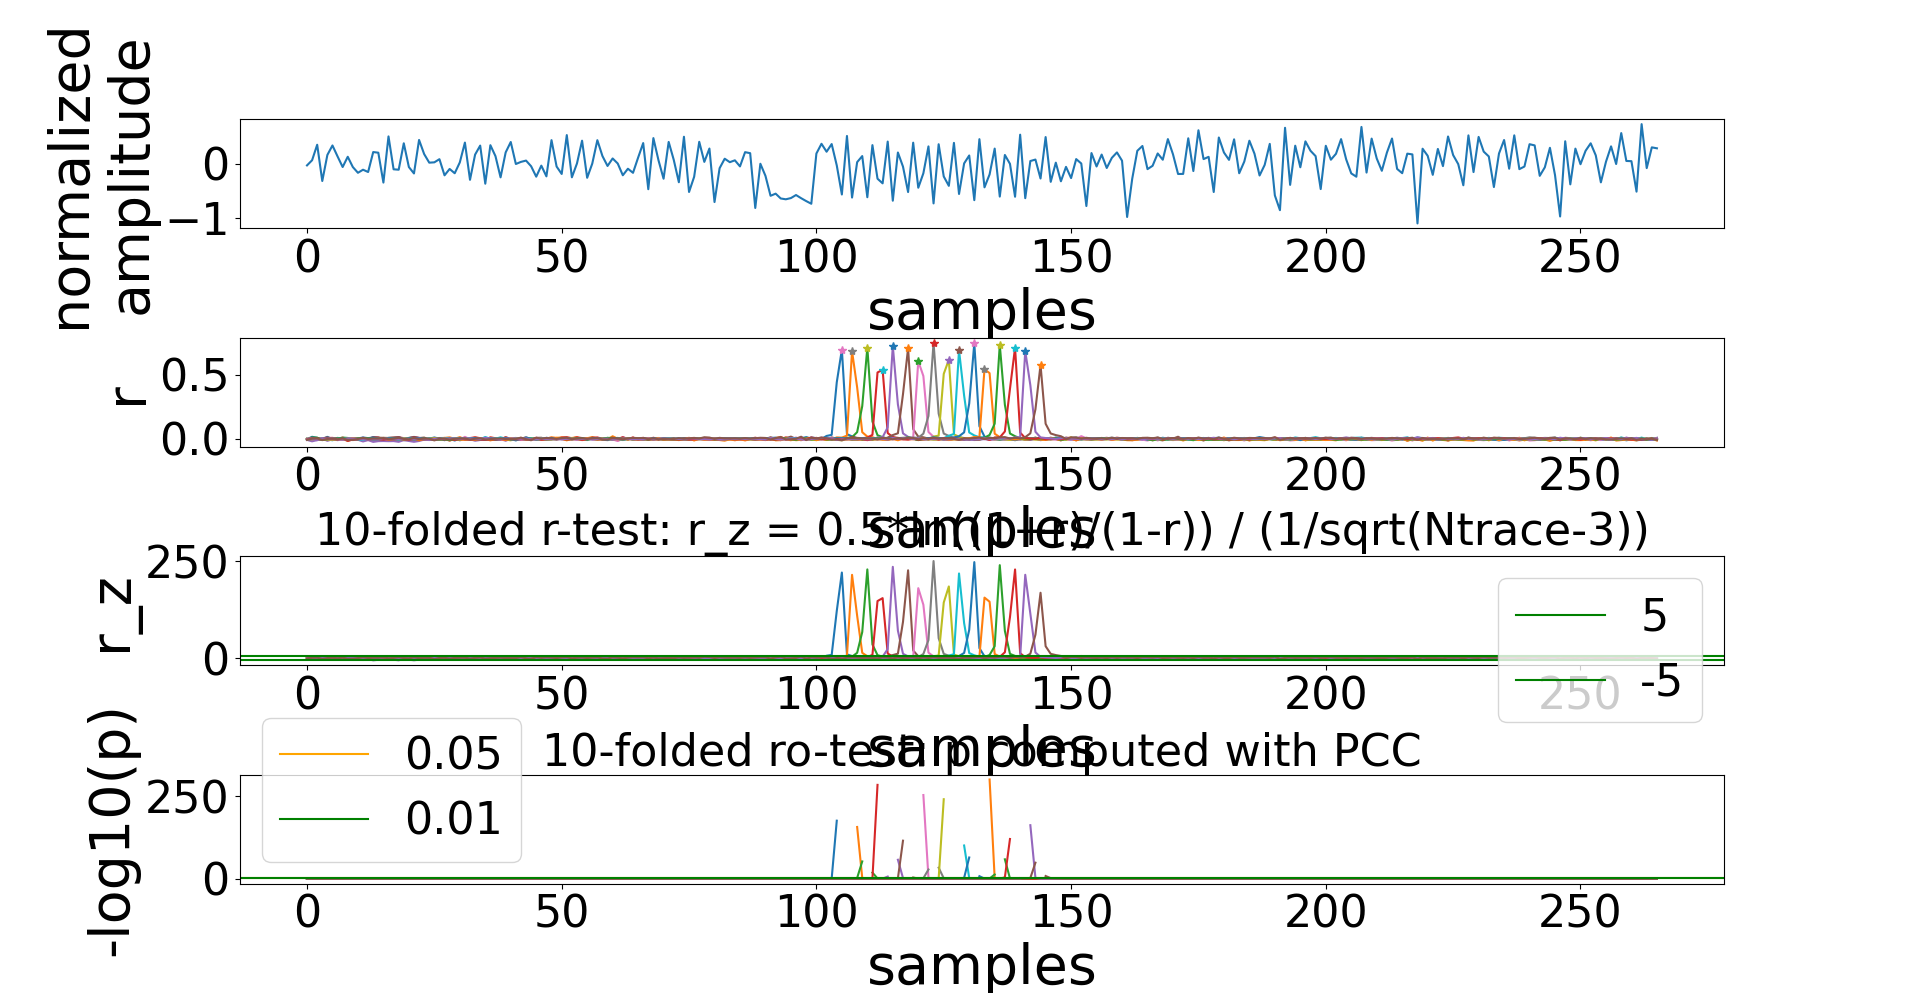 normalized
amplitude
0
−1
0 50 100 150 200 250
samples
r
0.5
0.0
0 50 100 150 200 250
samples
10-folded r-test: r_z = 0.5*ln((1+r)/(1-r)) / (1/sqrt(Ntrace-3))
r_z
250
0
5
-5
0 50 100 150 200 250
samples
10-folded ro-test: p computed with PCC
-log10(p)
250
0
0.05
0.01
0 50 100 150 200 250
samples